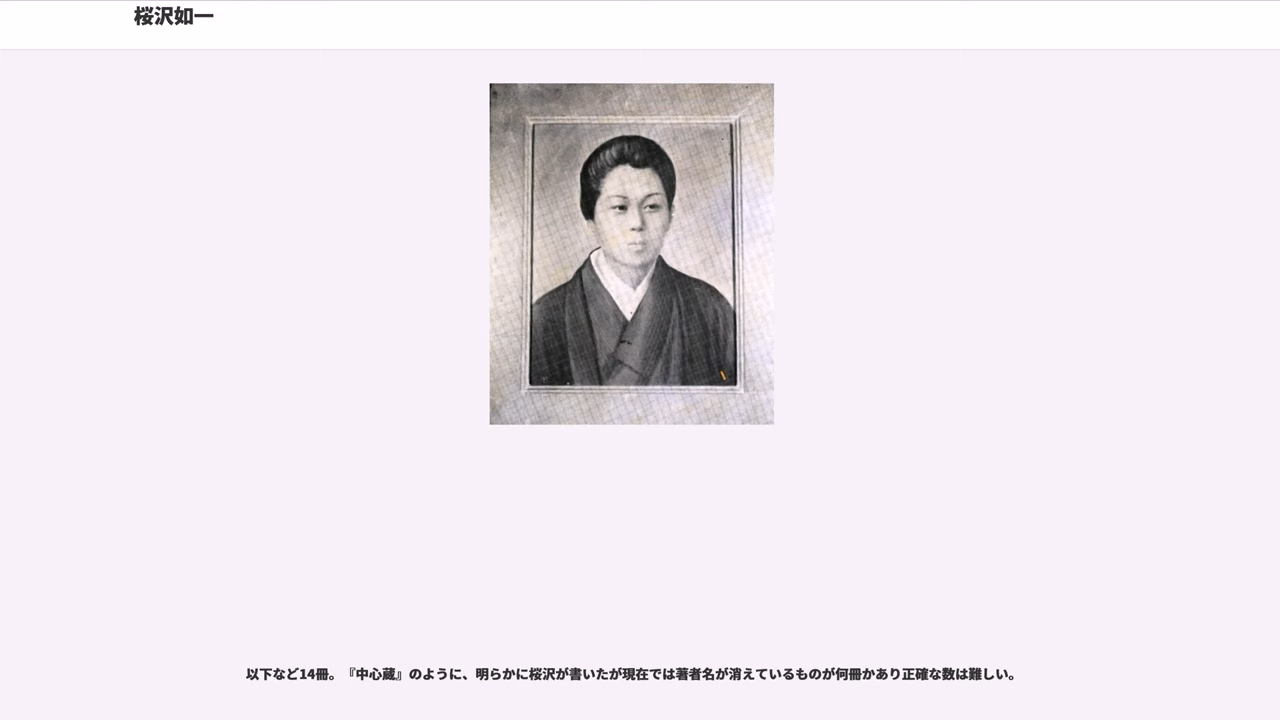 桜沢如一
以下など14冊。『中心蔵』のように、明らかに桜沢が書いたが現在では著者名が消えているものが何冊かあり正確な数は難しい。